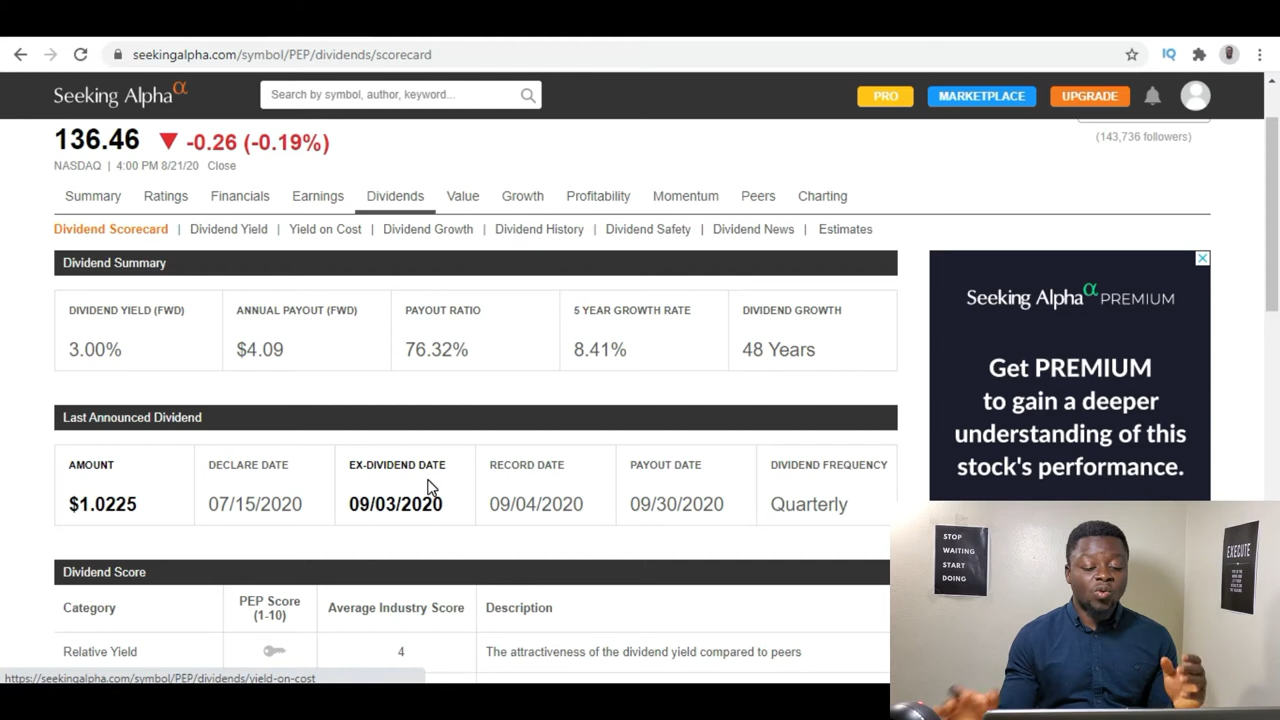 seekingalpha.com/symbol/PEP/dividends/scorecard
IQ
Seeking Alpha α
Search by symbol, author, keyword...
PRO
MARKETPLACE
UPGRADE
136.46 ▼ -0.26 (-0.19%)
(143,736 followers)
NASDAQ | 4:00 PM 8/21/20 Close
Summary Ratings Financials Earnings Dividends Value Growth Profitability Momentum Peers Charting
Dividend Scorecard | Dividend Yield | Yield on Cost | Dividend Growth | Dividend History | Dividend Safety | Dividend News | Estimates
Dividend Summary
DIVIDEND YIELD (FWD) ANNUAL PAYOUT (FWD) PAYOUT RATIO 5 YEAR GROWTH RATE DIVIDEND GROWTH
3.00% $4.09 76.32% 8.41% 48 Years
Last Announced Dividend
AMOUNT DECLARE DATE EX-DIVIDEND DATE RECORD DATE PAYOUT DATE DIVIDEND FREQUENCY
$1.0225 07/15/2020 09/03/2020 09/04/2020 09/30/2020 Quarterly
Dividend Score
Category PEP Score Average Industry Score Description
(1-10)
Relative Yield 4 The attractiveness of the dividend yield compared to peers
https://seekingalpha.com/symbol/PEP/dividends/yield-on-cost
Seeking Alpha α PREMIUM
Get PREMIUM
to gain a deeper
understanding of this
stock's performance.
STOP
WAITING
START
DOING
EXECUTE